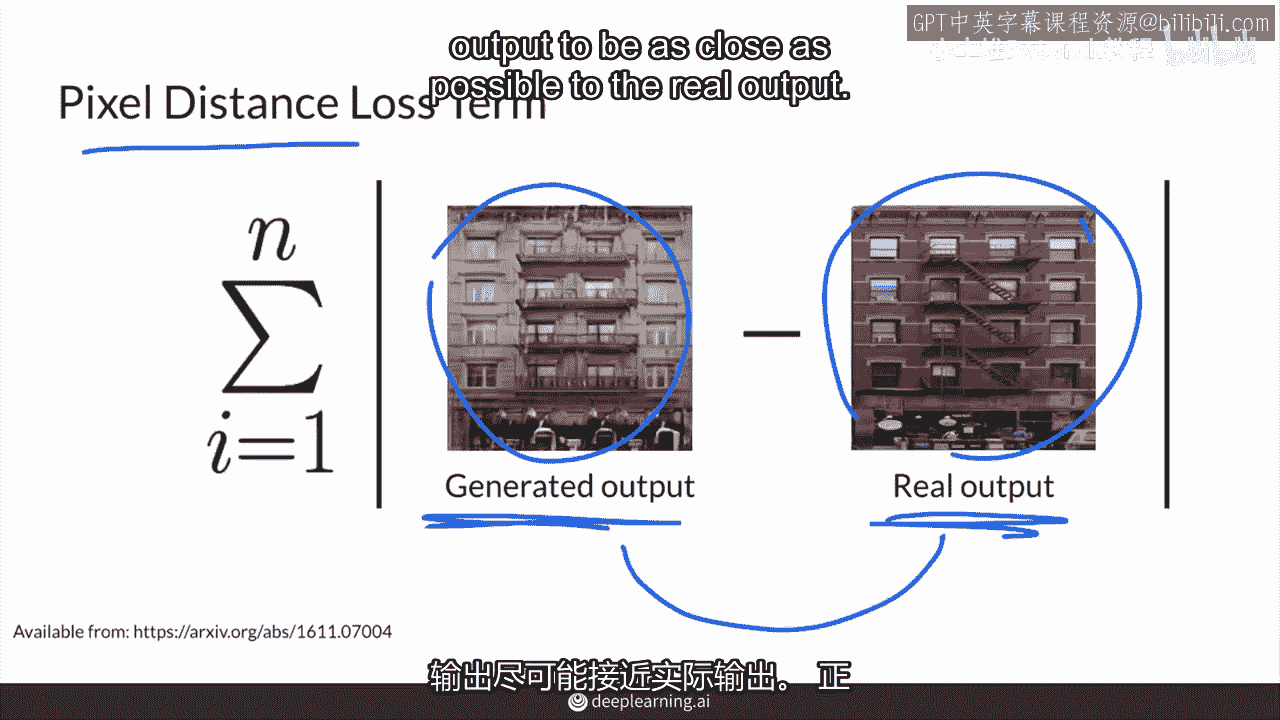 GPT中英字幕课程资源@bilibili.com
output to be as close as
possible to the real output.
Pixel Distance Loss Term
n
∑
i=1
−
Generated output
Real output
Available from: https://arxiv.org/abs/1611.07004
输出尽可能接近实际输出。 正
deeplearning.ai